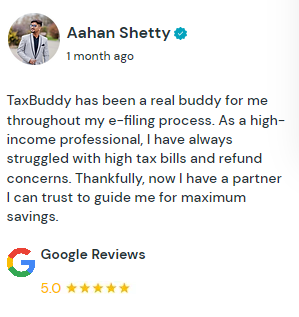 Aahan Shetty
1 month ago
TaxBuddy has been a real buddy for me
throughout my e-filing process. As a high-
income professional, I have always
struggled with high tax bills and refund
concerns. Thankfully, now I have a partner
I can trust to guide me for maximum
savings.
Google Reviews
5.0 ★★★★★